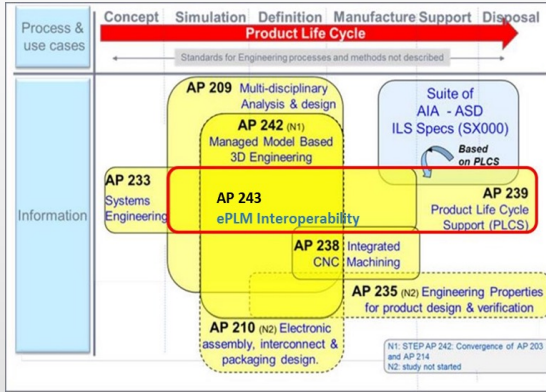 Process &
use cases
Concept Simulation Definition Manufacture Support Disposal
Product Life Cycle
Standards for Engineering processes and methods not described
Information
AP 209 Multi-disciplinary
Analysis & design
AP 242 (N1)
Managed Model Based
3D Engineering
Suite of
AIA - ASD
ILS Specs (SX000)
Based
on PLCS
AP 233
Systems
Engineering
AP 243
ePLM Interoperability
AP 239
Product Life Cycle
Support (PLCS)
AP 238 Integrated
CNC Machining
AP 235 (N2) Engineering Properties
for product design & verification
AP 210 (N2) Electronic
assembly, interconnect &
packaging design.
N1: STEP AP 242: Convergence of AP 203
and AP 214
N2: study not started